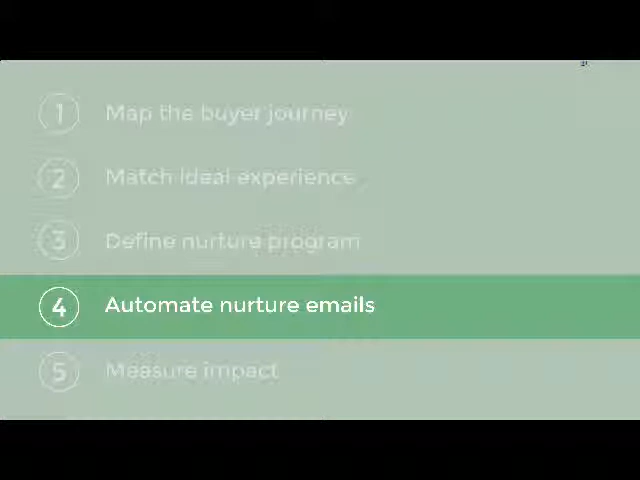 1 Map the buyer journey
2 Match ideal experience
3 Define nurture program
4 Automate nurture emails
5 Measure impact